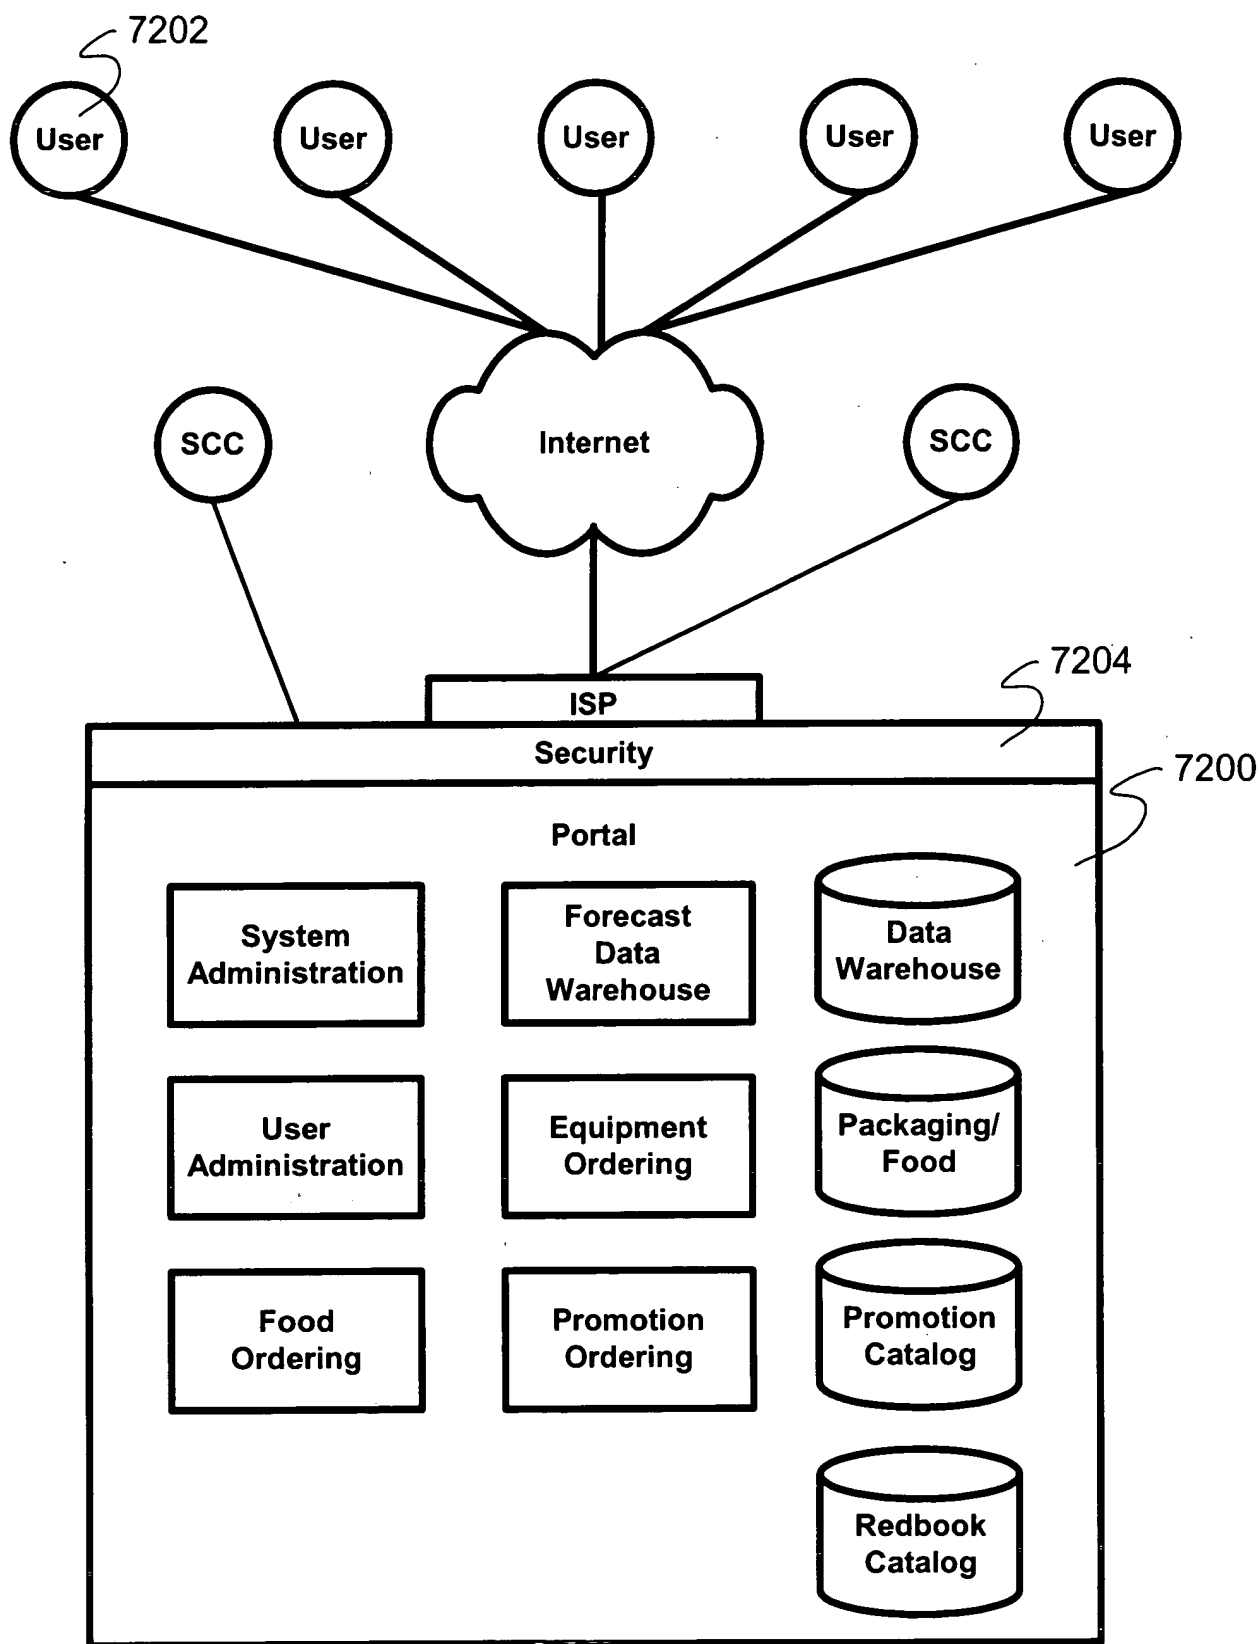 7202
User
User
User
User
User
SCC
Internet
SCC
7204
ISP
Security
7200
Portal
System
Administration
Forecast
Data
Warehouse
Data
Warehouse
User
Administration
Equipment
Ordering
Packaging/
Food
Food
Ordering
Promotion
Ordering
Promotion
Catalog
Redbook
Catalog